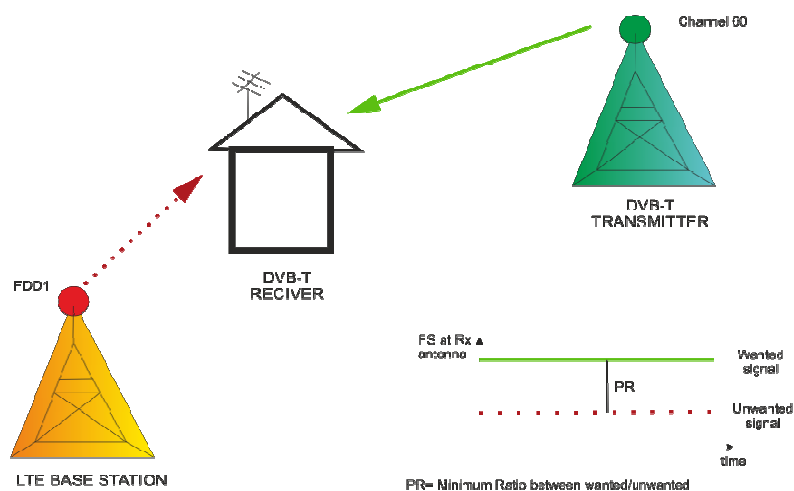 Channel 60
DVB-T
TRANSMITTER
FDD1
DVB-T
RECIVER
LTE BASE STATION
FS at Rx
antenna
Wanted
signal
PR
Unwanted
signal
time
PR= Minimum Ratio between wanted/unwanted